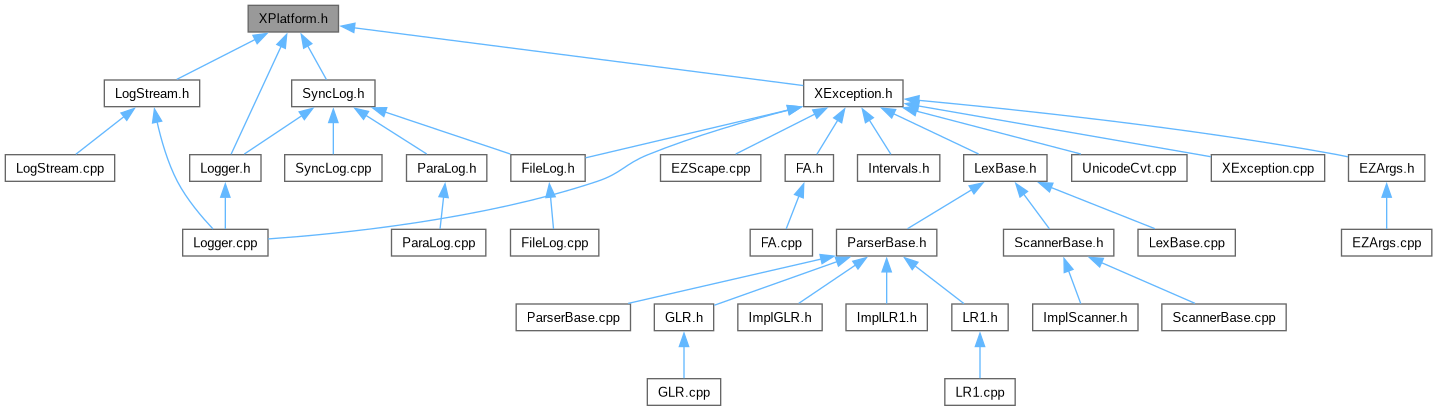 XPlatform.h
LogStream.h
SyncLog.h
XException.h
LogStream.cpp
Logger.h
SyncLog.cpp
ParaLog.h
FileLog.h
EZScape.cpp
FA.h
Intervals.h
LexBase.h
UnicodeCvt.cpp
XException.cpp
EZArgs.h
Logger.cpp
ParaLog.cpp
FileLog.cpp
FA.cpp
ParserBase.h
ScannerBase.h
LexBase.cpp
EZArgs.cpp
ParserBase.cpp
GLR.h
ImplGLR.h
ImplLR1.h
LR1.h
ImplScanner.h
ScannerBase.cpp
GLR.cpp
LR1.cpp